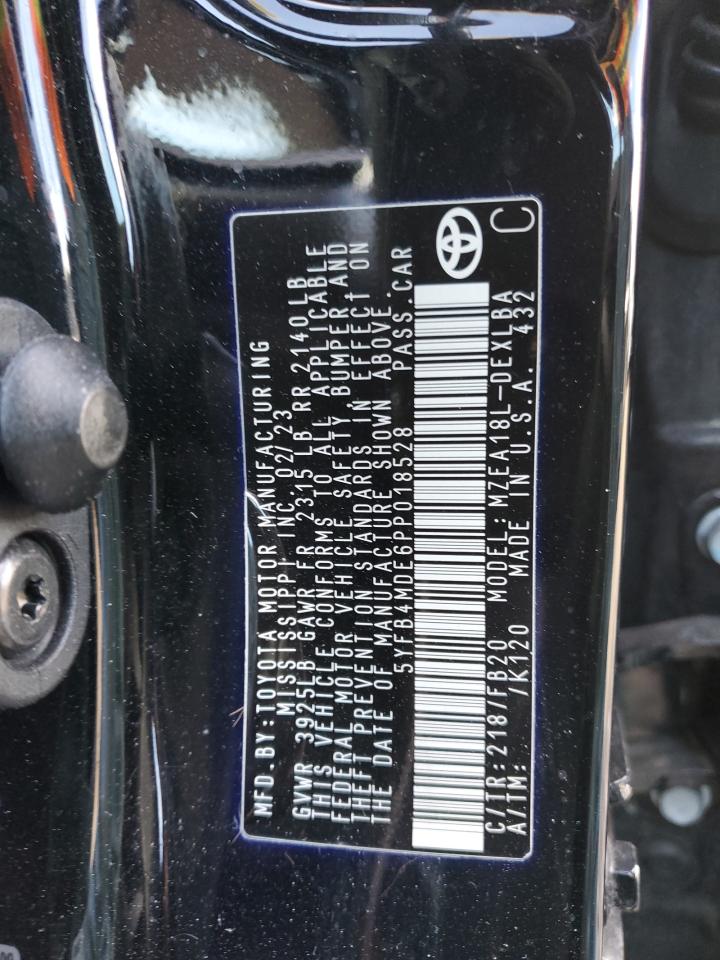 MFD.BY:TOYOTA MOTOR MANUFACTURING
MISSISSIPPI INC. 02/23
GVWR 3925LB GAWR FR 2315 LB RR 2140LB
THIS VEHICLE CONFORMS TO ALL APPLICABLE
FEDERAL MOTOR VEHICLE SAFETY, BUMPER, AND
THEFT PREVENTION STANDARDS IN EFFECT ON
THE DATE OF MANUFACTURE SHOWN ABOVE.
5YFB4MDE6PP018528 PASS.CAR
C/TR:218/FB20 MODEL:MZEA18L-DEXLBA
A/TM: /K120 MADE IN U.S.A. 432
C